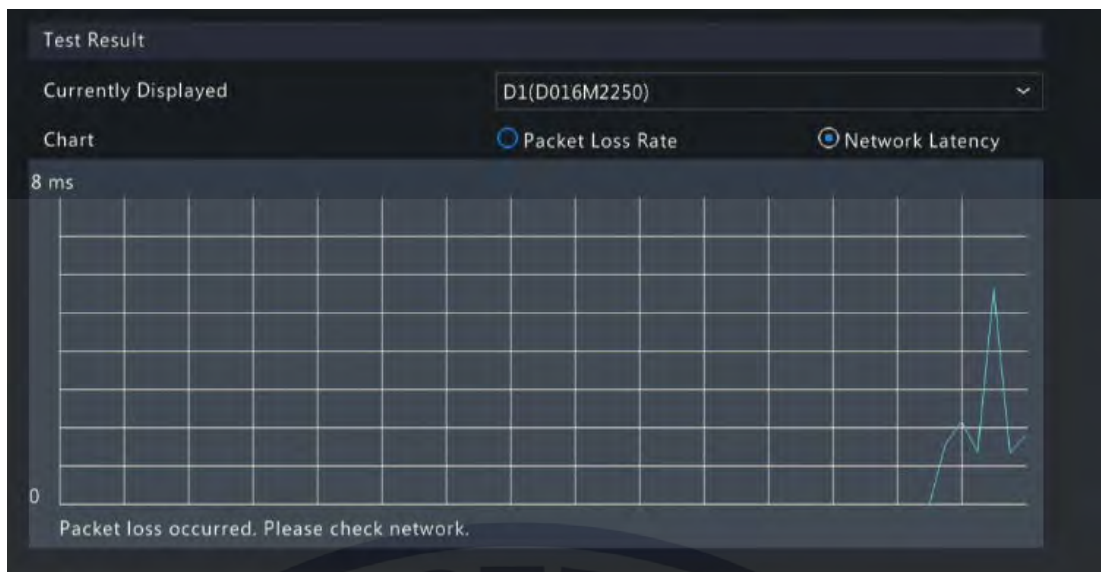 Test Result
Currently Displayed D1(D016M2250)
Chart Packet Loss Rate Network Latency
8 ms
0
Packet loss occurred. Please check network.